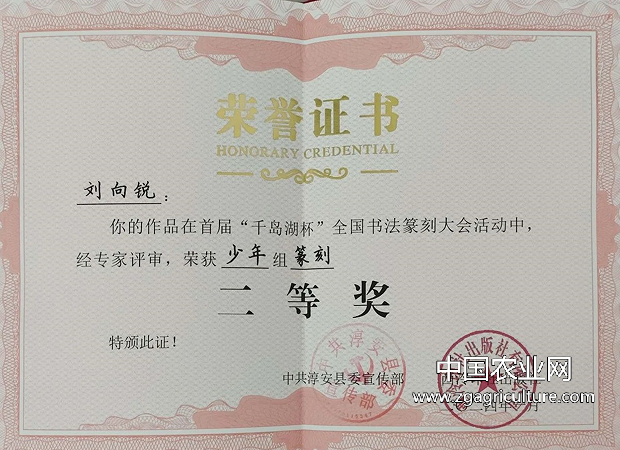 荣誉证书
HONORARY CREDENTIAL
刘向锐：
你的作品在首届“千岛湖杯”全国书法篆刻大会活动中，
经专家评审，荣获少年组篆刻
二等奖
特颁此证！
中共淳安县委宣传部
中国农业网
www.zgagriculture.com